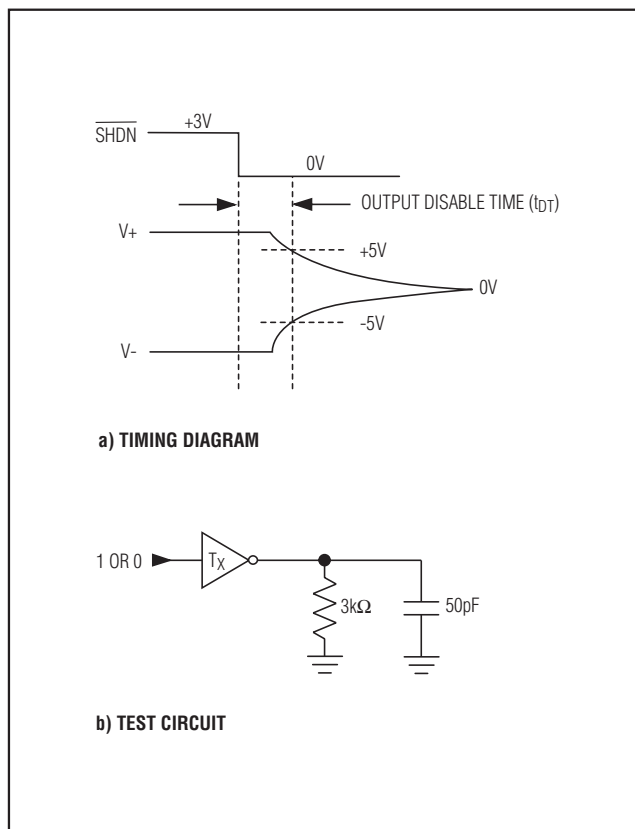 +3V
SHDN
0V
OUTPUT DISABLE TIME (tDT)
V+
+5V
0V
-5V
V-
a) TIMING DIAGRAM
1 OR 0
TX
3kΩ
50pF
b) TEST CIRCUIT